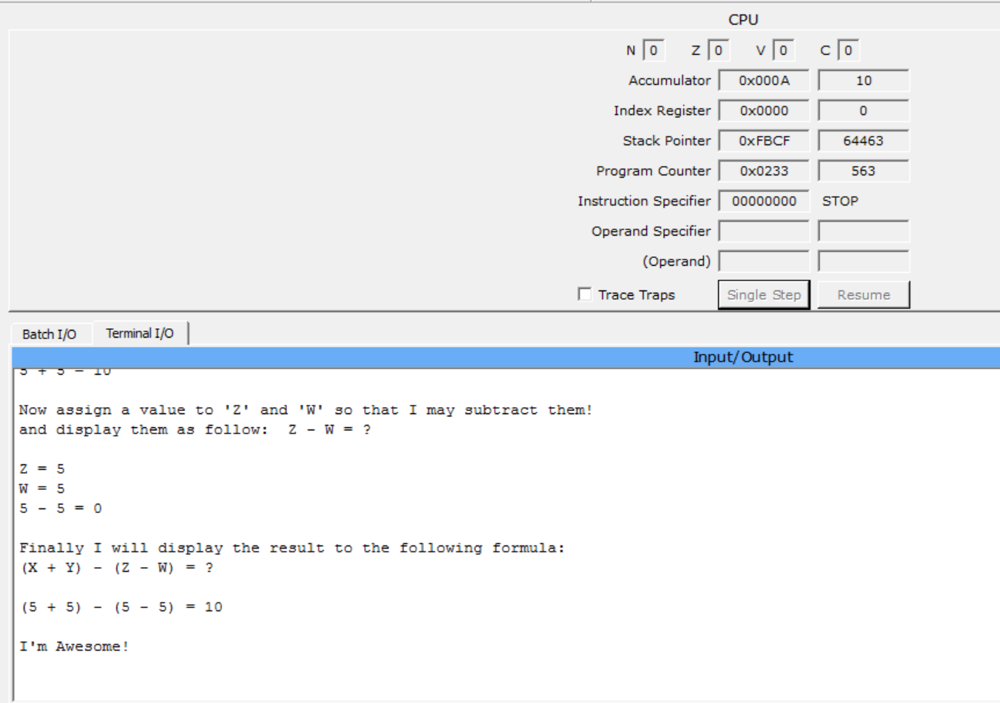 CPU
N 0 Z 0 V 0 C 0
Accumulator 0x000A 10
Index Register 0x0000 0
Stack Pointer 0xFBCF 64463
Program Counter 0x0233 563
Instruction Specifier 00000000 STOP
Operand Specifier
(Operand)
Trace Traps Single Step Resume
Batch I/O Terminal I/O
Input/Output
5 + 5 = 10
Now assign a value to 'Z' and 'W' so that I may subtract them!
and display them as follow:  Z - W = ?
Z = 5
W = 5
5 - 5 = 0
Finally I will display the result to the following formula:
(X + Y) - (Z - W) = ?
(5 + 5) - (5 - 5) = 10
I'm Awesome!